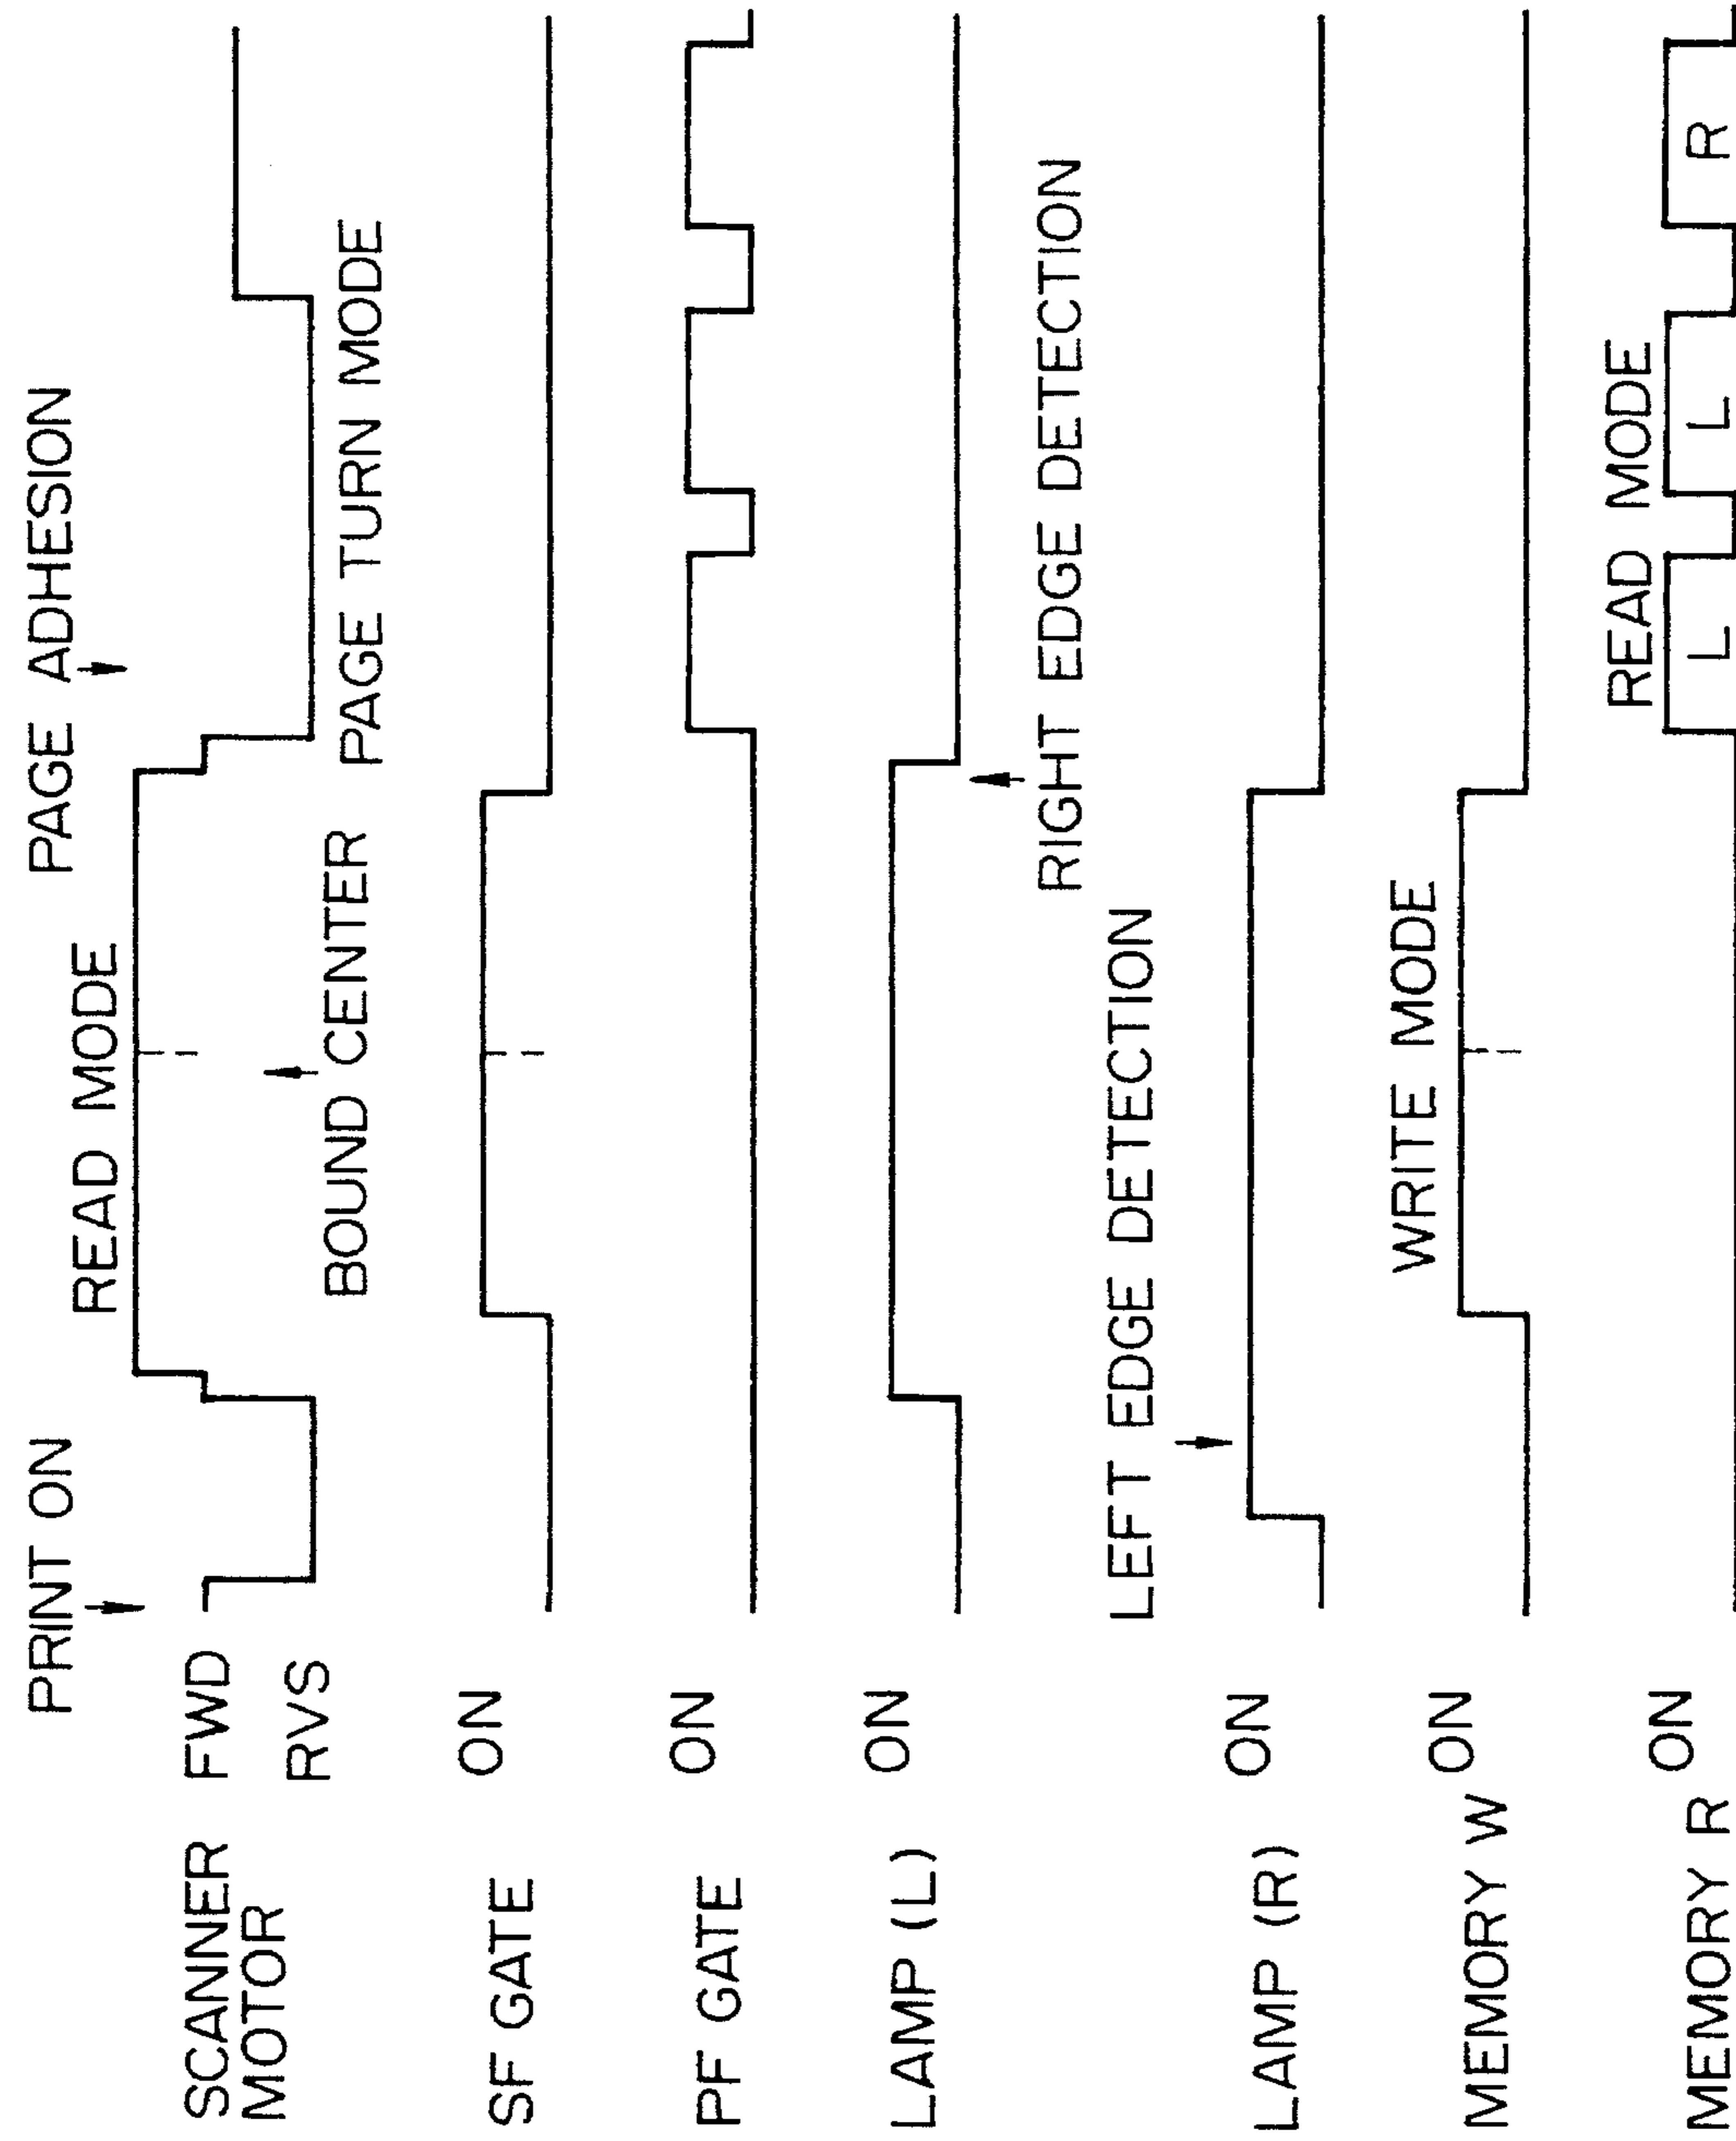 PRINT ON
READ MODE
PAGE ADHESION
SCANNER MOTOR
FWD
RVS
BOUND CENTER
PAGE TURN MODE
SF GATE
ON
PF GATE
ON
LAMP (L)
ON
RIGHT EDGE DETECTION
LEFT EDGE DETECTION
LAMP (R)
ON
WRITE MODE
MEMORY W
ON
READ MODE
MEMORY R
ON
L
L
R